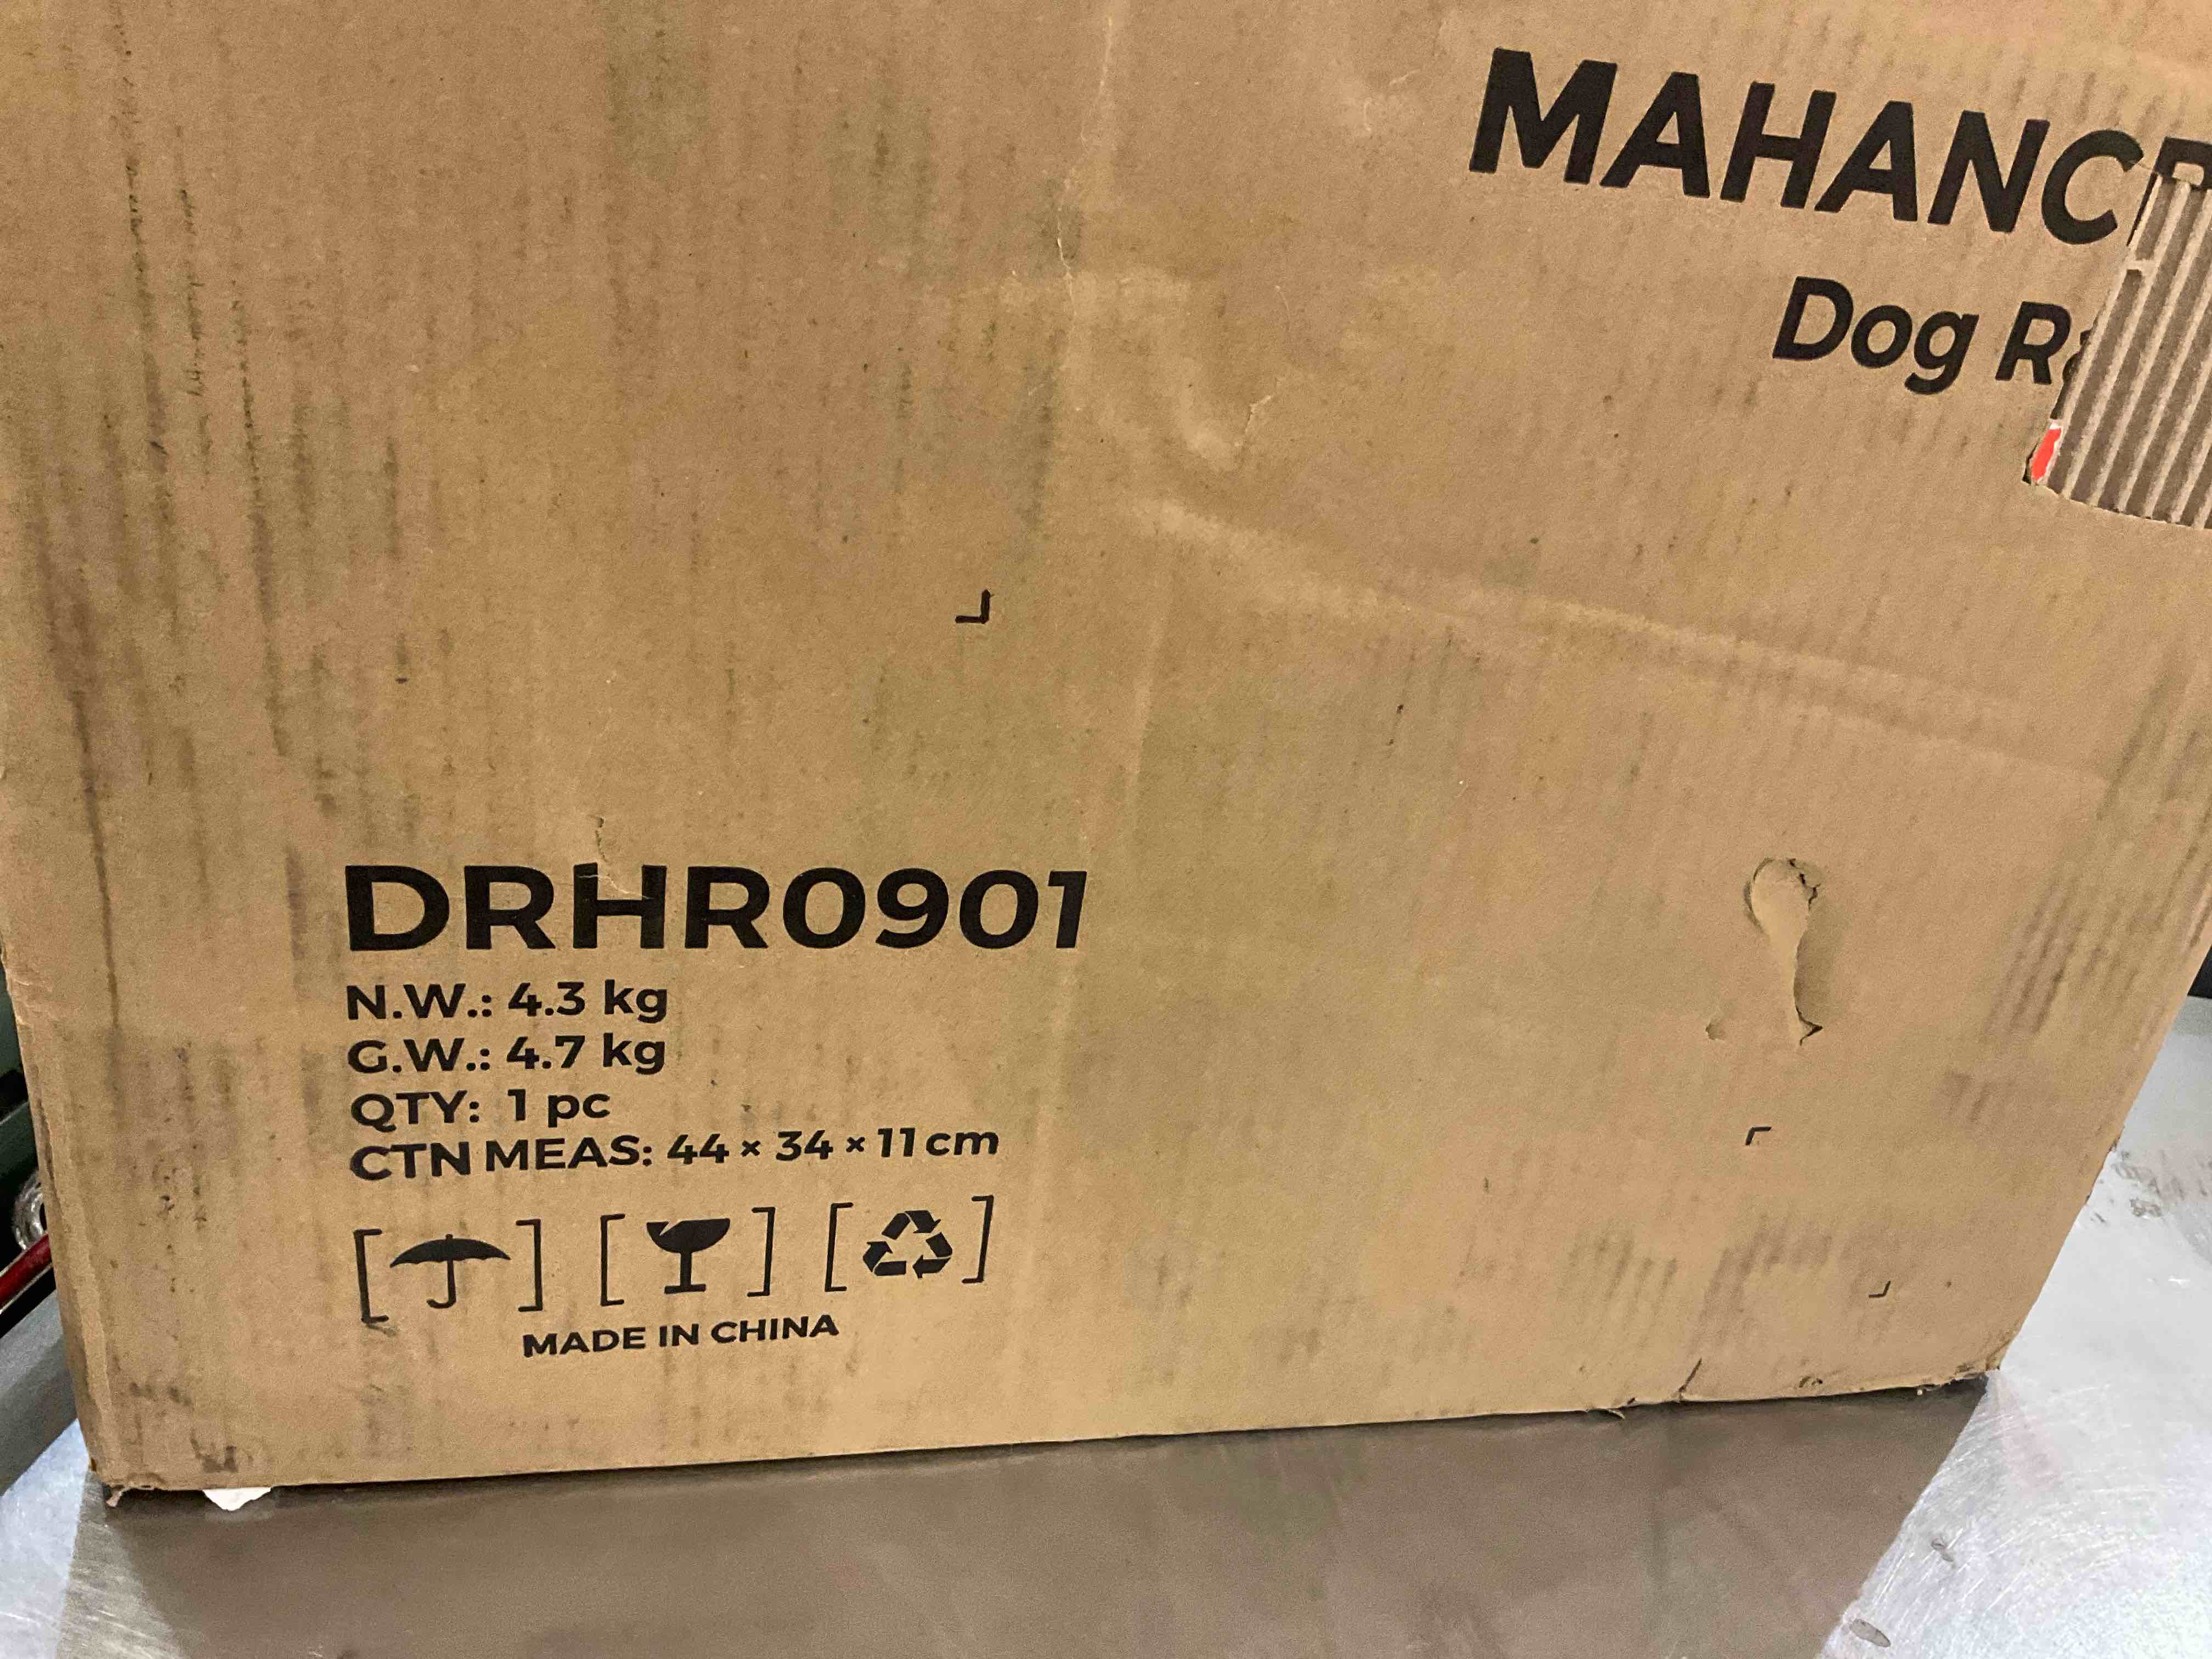 Dog
DRHR0901
N.W.: 4.3 kg
G.W.: 4.7 kg
QTY: 1 pc
CTN MEAS: 44 × 34 × 11 cm
MADE IN CHINA